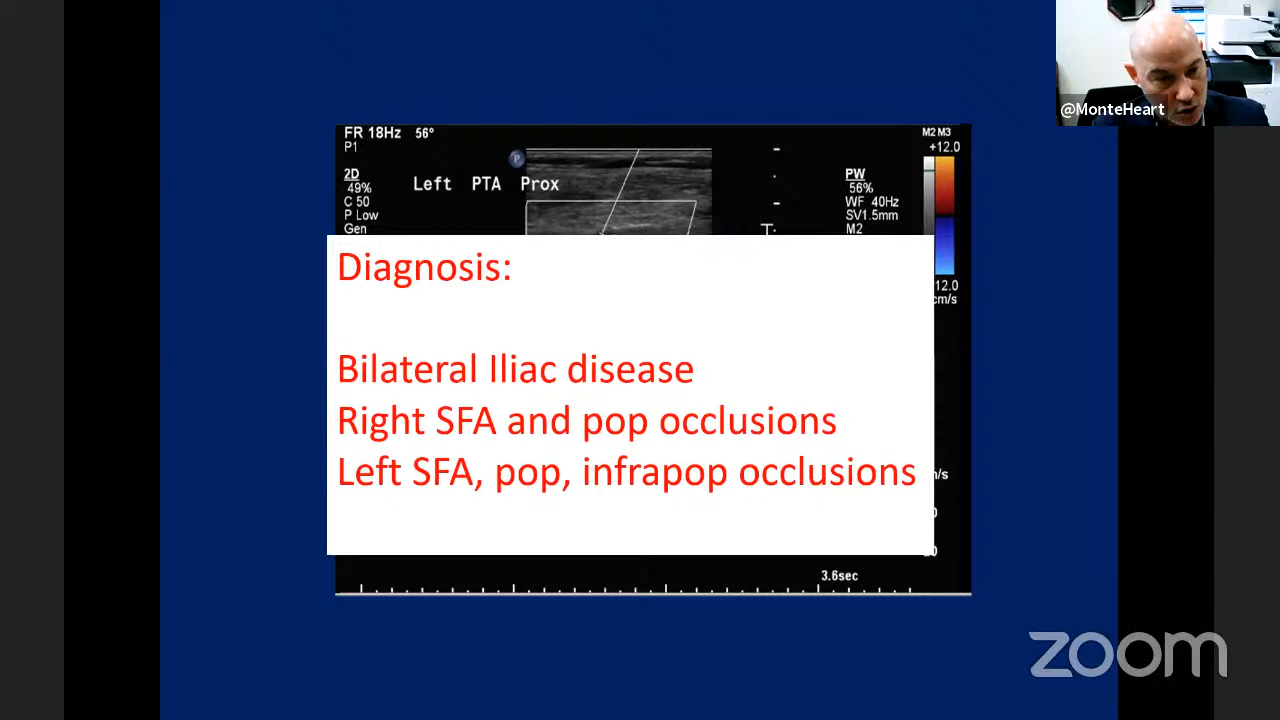 @MonteHeart
FR 18Hz 56°
P1
M2 M3
+12.0
2D
49%
C 50
P Low
Gen
P
Left PTA Prox
PW
56%
WF 40Hz
SV1.5mm
M2
12.0
cm/s
Diagnosis:
Bilateral Iliac disease
Right SFA and pop occlusions
Left SFA, pop, infrapop occlusions
3.6sec
zoom